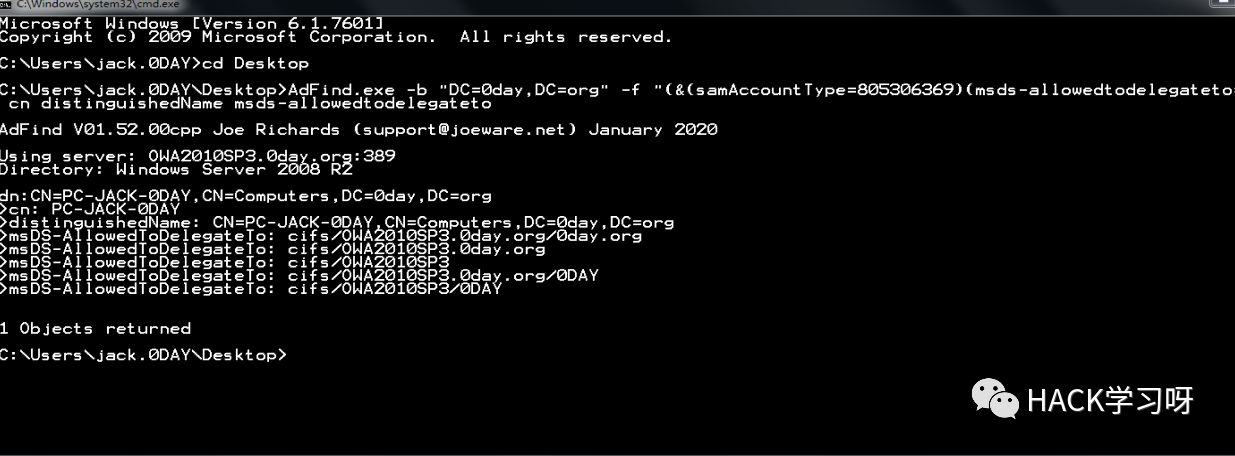 C:\Windows\system32\cmd.exe
Microsoft Windows [Version 6.1.7601]
Copyright (c) 2009 Microsoft Corporation.  All rights reserved.
C:\Users\jack.0DAY>cd Desktop
C:\Users\jack.0DAY\Desktop>AdFind.exe -b "DC=0day,DC=org" -f "(&(samAccountType=805306369)(msds-allowedtodelegateto=
cn distinguishedName msds-allowedtodelegateto
AdFind V01.52.00cpp Joe Richards (support@joeware.net) January 2020
Using server: OWA2010SP3.0day.org:389
Directory: Windows Server 2008 R2
dn:CN=PC-JACK-0DAY,CN=Computers,DC=0day,DC=org
>cn: PC-JACK-0DAY
>distinguishedName: CN=PC-JACK-0DAY,CN=Computers,DC=0day,DC=org
>msDS-AllowedToDelegateTo: cifs/OWA2010SP3.0day.org/0day.org
>msDS-AllowedToDelegateTo: cifs/OWA2010SP3.0day.org
>msDS-AllowedToDelegateTo: cifs/OWA2010SP3
>msDS-AllowedToDelegateTo: cifs/OWA2010SP3.0day.org/0DAY
>msDS-AllowedToDelegateTo: cifs/OWA2010SP3/0DAY
1 Objects returned
C:\Users\jack.0DAY\Desktop>
HACK学习呀